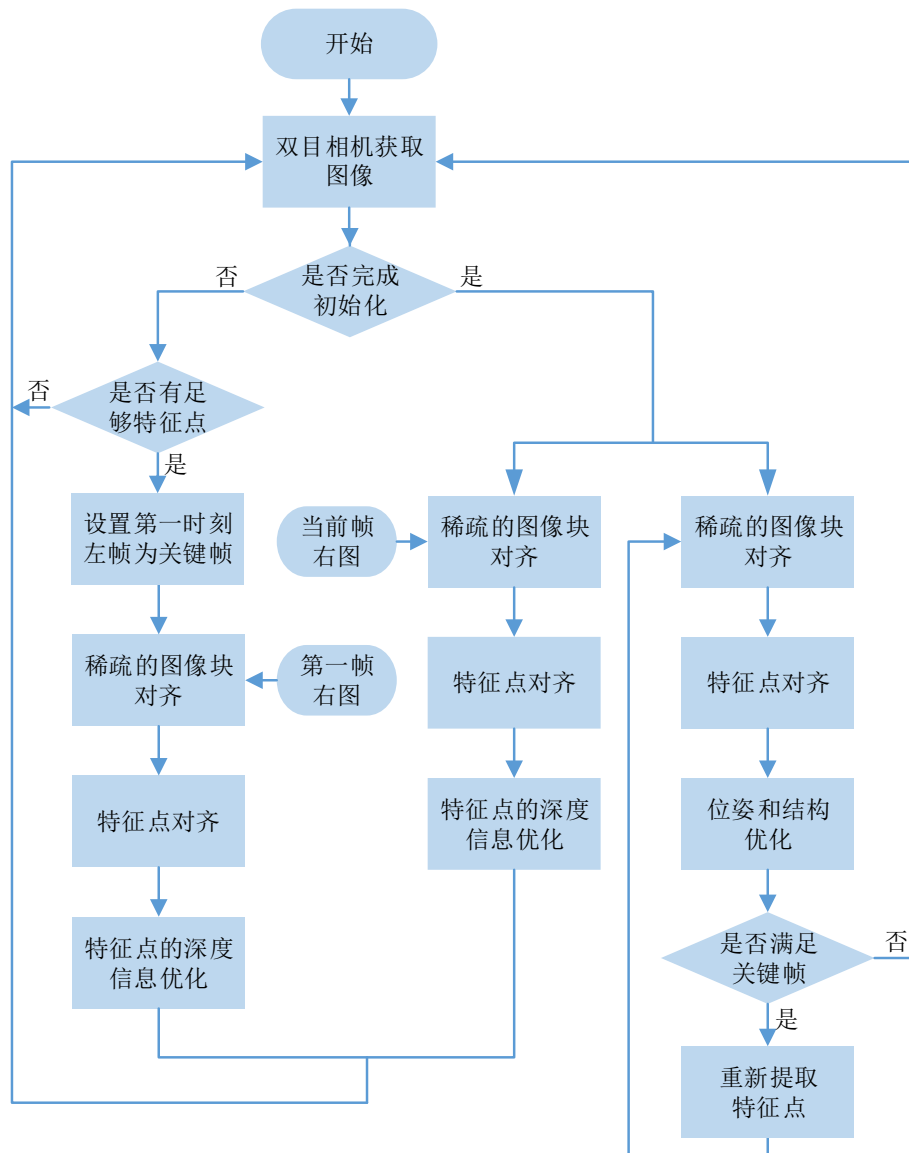 开始
双目相机获取
图像
是否完成
初始化
否
是
是否有足
够特征点
否
是
设置第一时刻
左帧为关键帧
稀疏的图像块
对齐
第一帧
右图
特征点对齐
特征点的深度
信息优化
当前帧
右图
稀疏的图像块
对齐
特征点对齐
特征点的深度
信息优化
稀疏的图像块
对齐
特征点对齐
位姿和结构
优化
是否满足
关键帧
否
是
重新提取
特征点